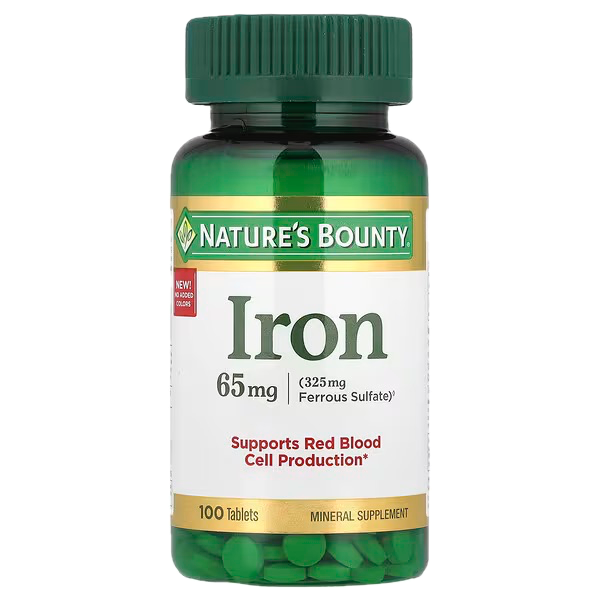 NATURE'S BOUNTY®
NEW!
NO ADDED
COLORS
Iron
65mg
(325mg
Ferrous Sulfate)◊
Supports Red Blood
Cell Production*
100 Tablets
MINERAL SUPPLEMENT